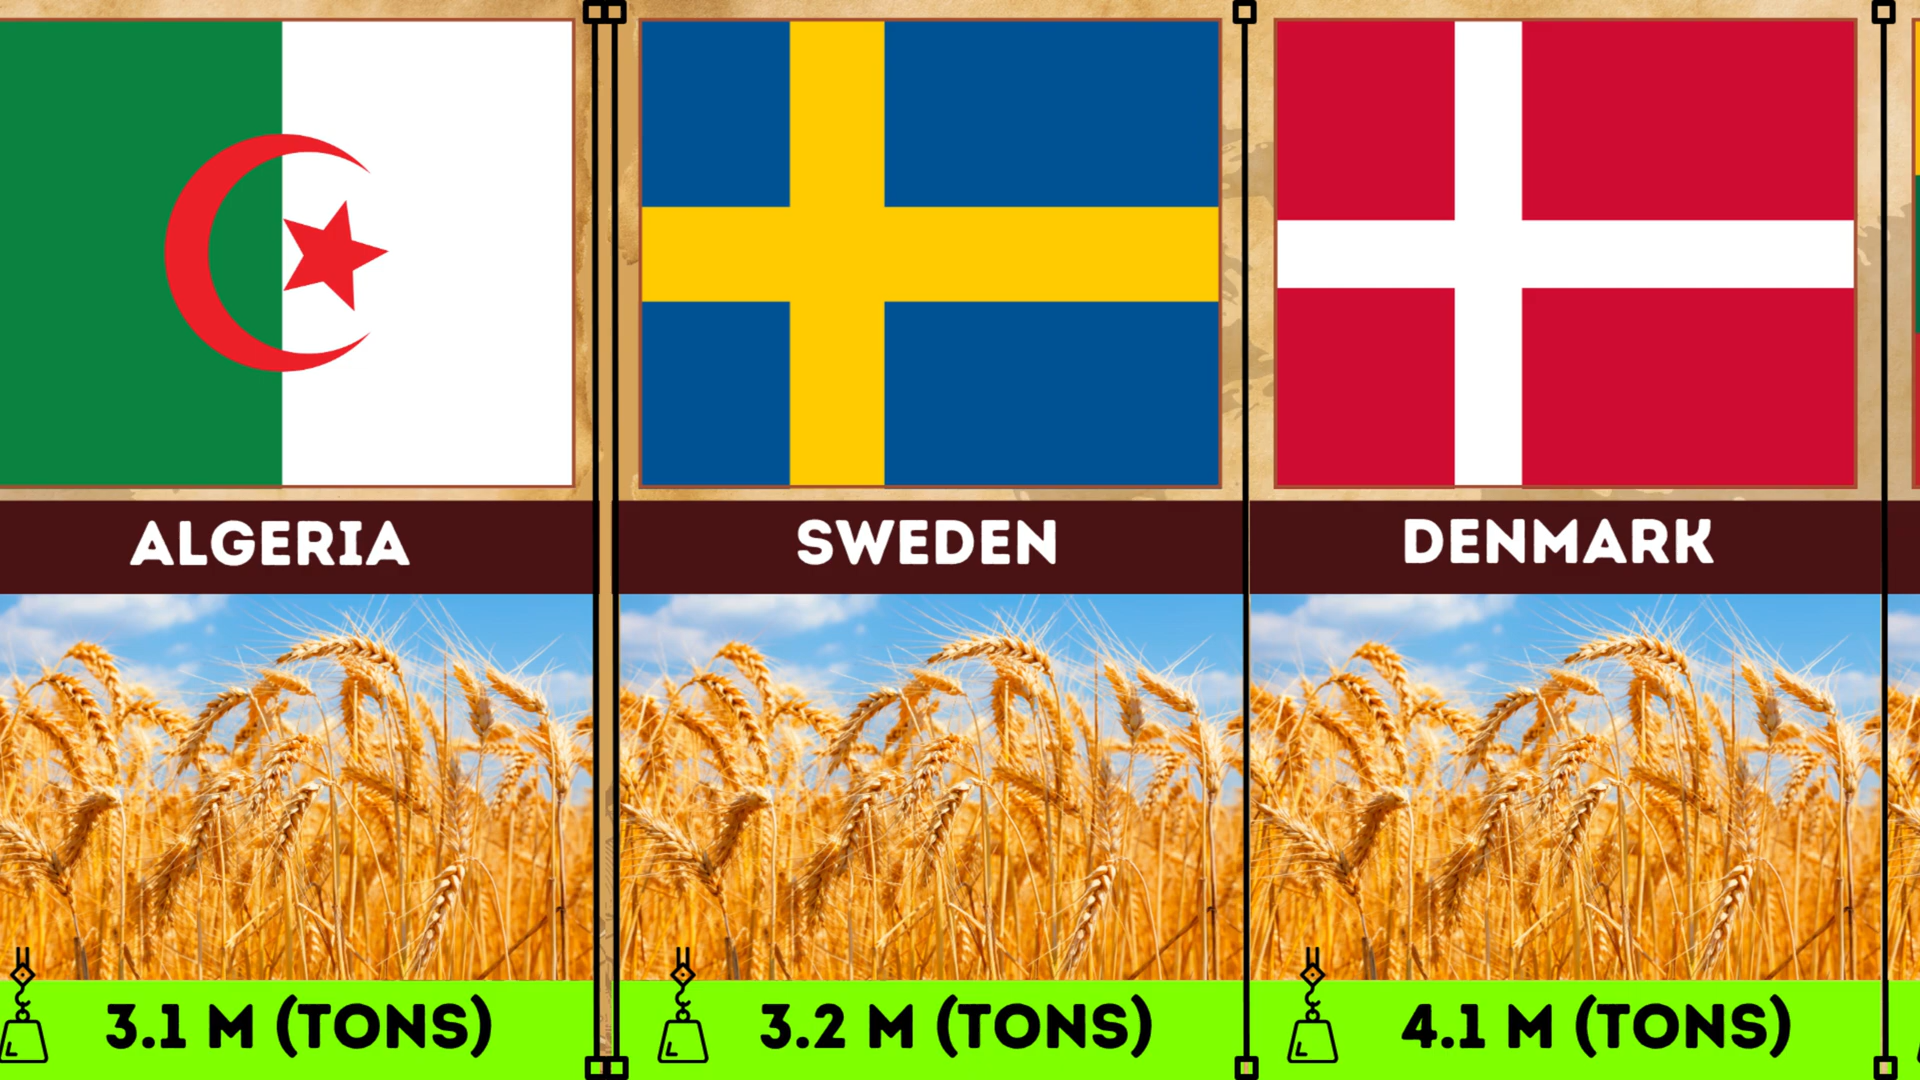 ALGERIA
SWEDEN
DENMARK
3.1 M (TONS)
3.2 M (TONS)
4.1 M (TONS)